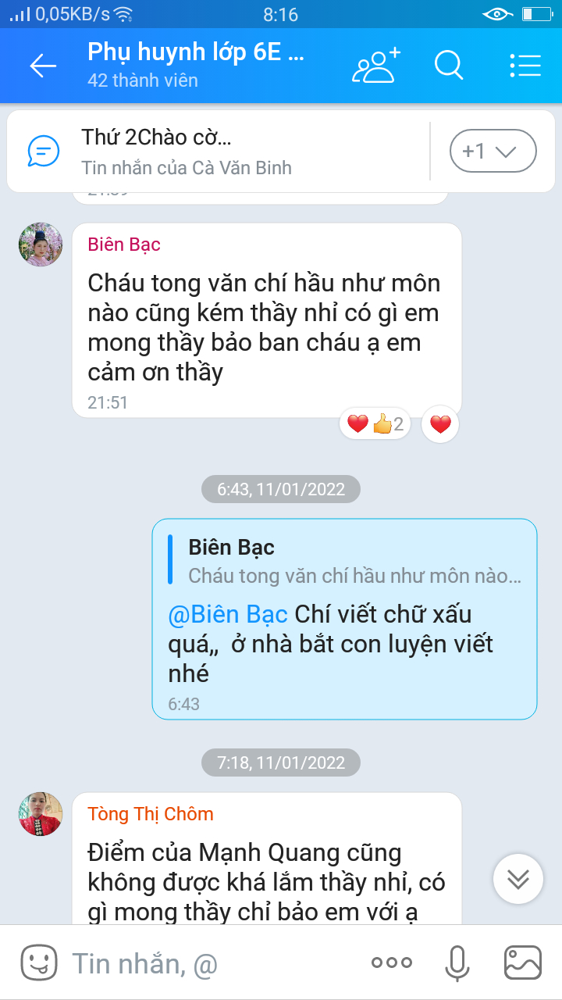 0,05KB/s
8:16
Phụ huynh lớp 6E ...
42 thành viên
Thứ 2Chào cờ...
Tin nhắn của Cà Văn Binh
+1
Biên Bạc
Cháu tong văn chí hầu như môn
nào cũng kém thầy nhỉ có gì em
mong thầy bảo ban cháu ạ em
cảm ơn thầy
21:51
2
6:43, 11/01/2022
Biên Bạc
Cháu tong văn chí hầu như môn nào...
@Biên Bạc Chí viết chữ xấu
quá,, ở nhà bắt con luyện viết
nhé
6:43
7:18, 11/01/2022
Tòng Thị Chôm
Điểm của Mạnh Quang cũng
không được khá lắm thầy nhỉ, có
gì mong thầy chỉ bảo em với ạ
Tin nhắn, @